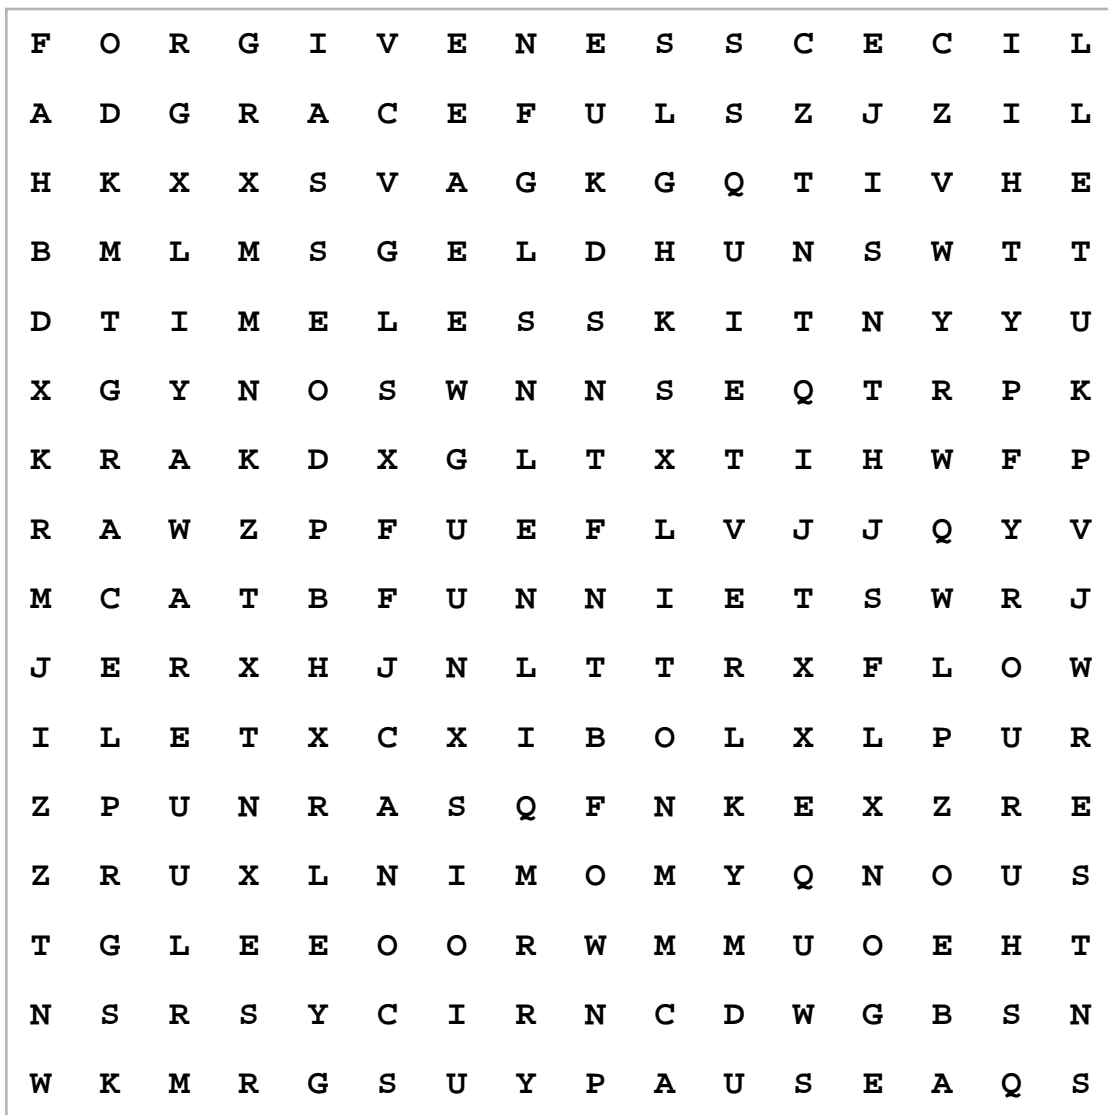 F O R G I V E N E S S C E C I L
A D G R A C E F U L S Z J Z I L
H K X X S V A G K G Q T I V H E
B M L M S G E L D H U N S W T T
D T I M E L E S S K I T N Y Y U
X G Y N O S W N N S E Q T R P K
K R A K D X G L T X T I H W F P
R A W Z P F U E F L V J J Q Y V
M C A T B F U N N I E T S W R J
J E R X H J N L T T R X F L O W
I L E T X C X I B O L X L P U R
Z P U N R A S Q F N K E X Z R E
Z R U X L N I M O M Y Q N O U S
T G L E E O O R W M M U O E H T
N S R S Y C I R N C D W G B S N
W K M R G S U Y P A U S E A Q S